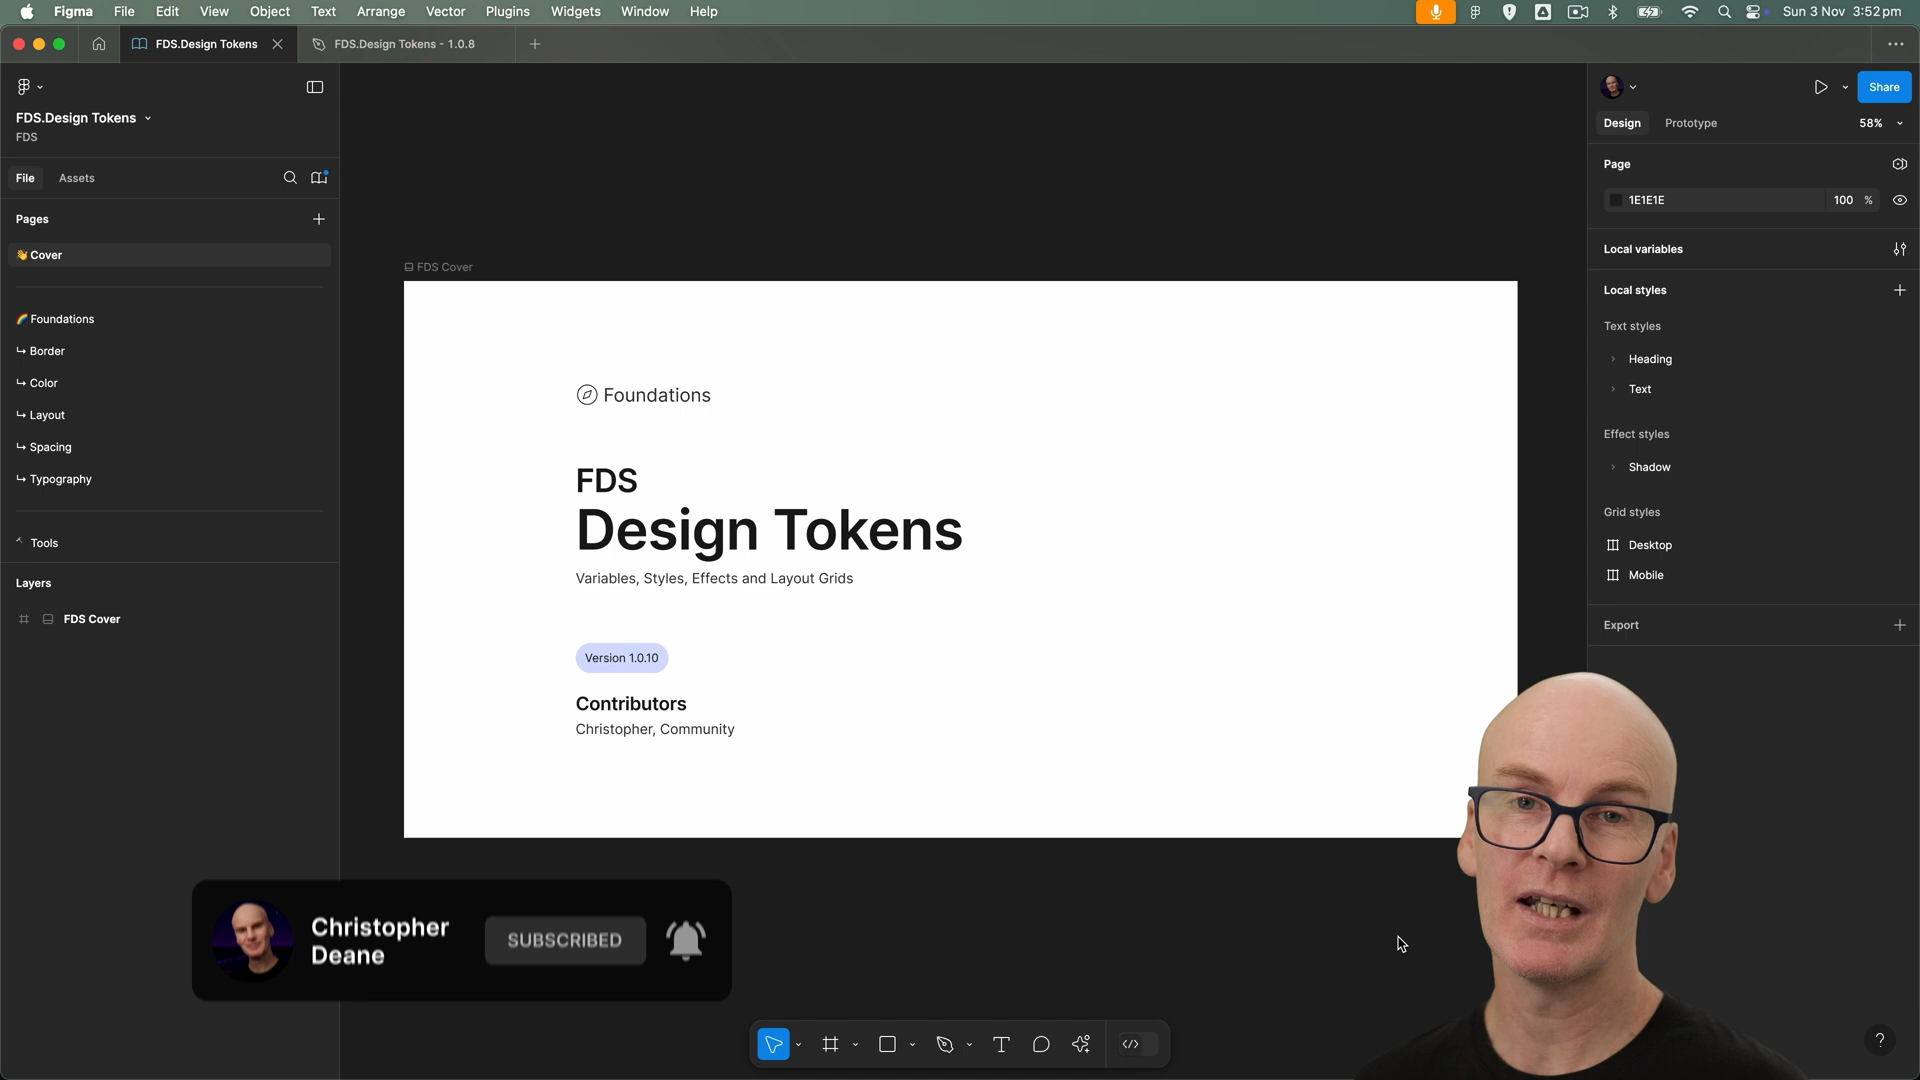 Figma File Edit View Object Text Arrange Vector Plugins Widgets Window Help
Sun 3 Nov 3:52pm
FDS.Design Tokens
FDS.Design Tokens - 1.0.8
FDS.Design Tokens
FDS
File Assets
Pages
Cover
Foundations
Border
Color
Layout
Spacing
Typography
Tools
Layers
FDS Cover
FDS Cover
Foundations
FDS
Design Tokens
Variables, Styles, Effects and Layout Grids
Version 1.0.10
Contributors
Christopher, Community
Christopher
Deane
SUBSCRIBED
Share
Design Prototype 58%
Page
1E1E1E 100 %
Local variables
Local styles
Text styles
Heading
Text
Effect styles
Shadow
Grid styles
Desktop
Mobile
Export
?